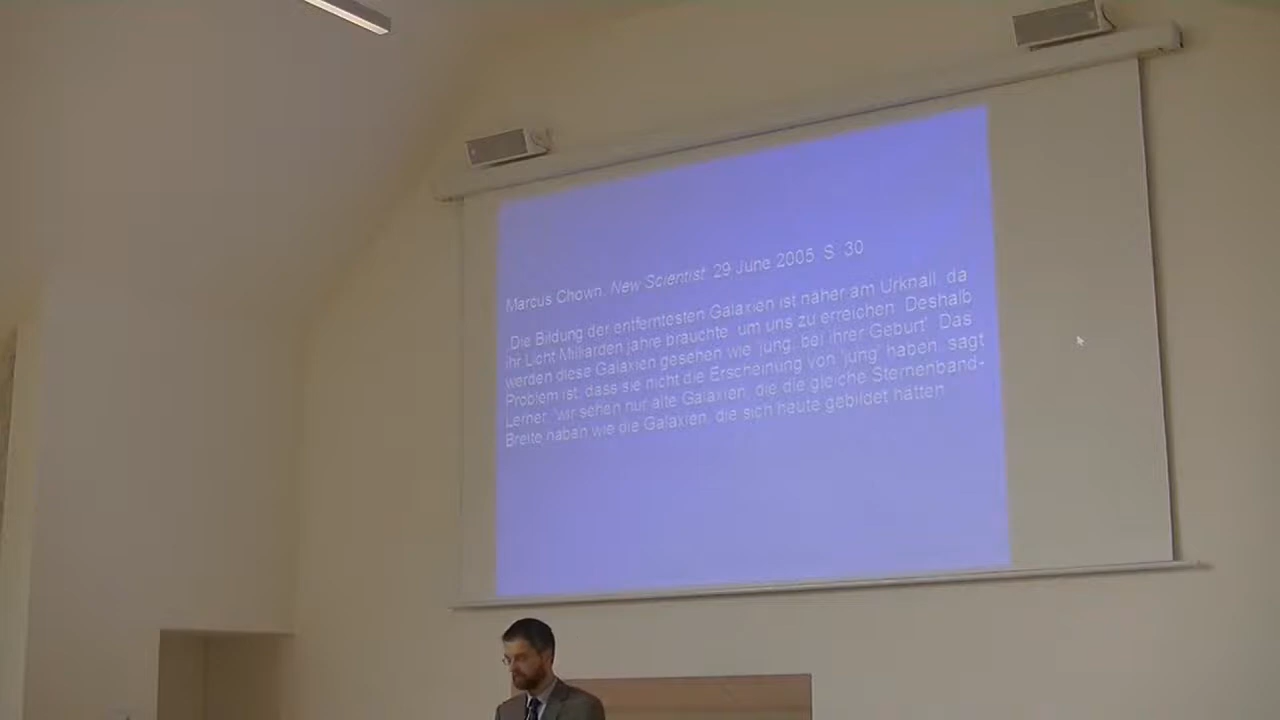 Marcus Chown, New Scientist 29 June 2005 S. 30
„Die Bildung der entferntesten Galaxien ist näher am Urknall, da
ihr Licht Milliarden jahre brauchte, um uns zu erreichen. Deshalb
werden diese Galaxien gesehen wie 'jung, bei ihrer Geburt'. Das
Problem ist, dass sie nicht die Erscheinung von 'jung' haben, sagt
Lerner, 'wir sehen nur alte Galaxien, die die gleiche Sternenband-
Breite haben wie die Galaxien, die sich heute gebildet hätten.